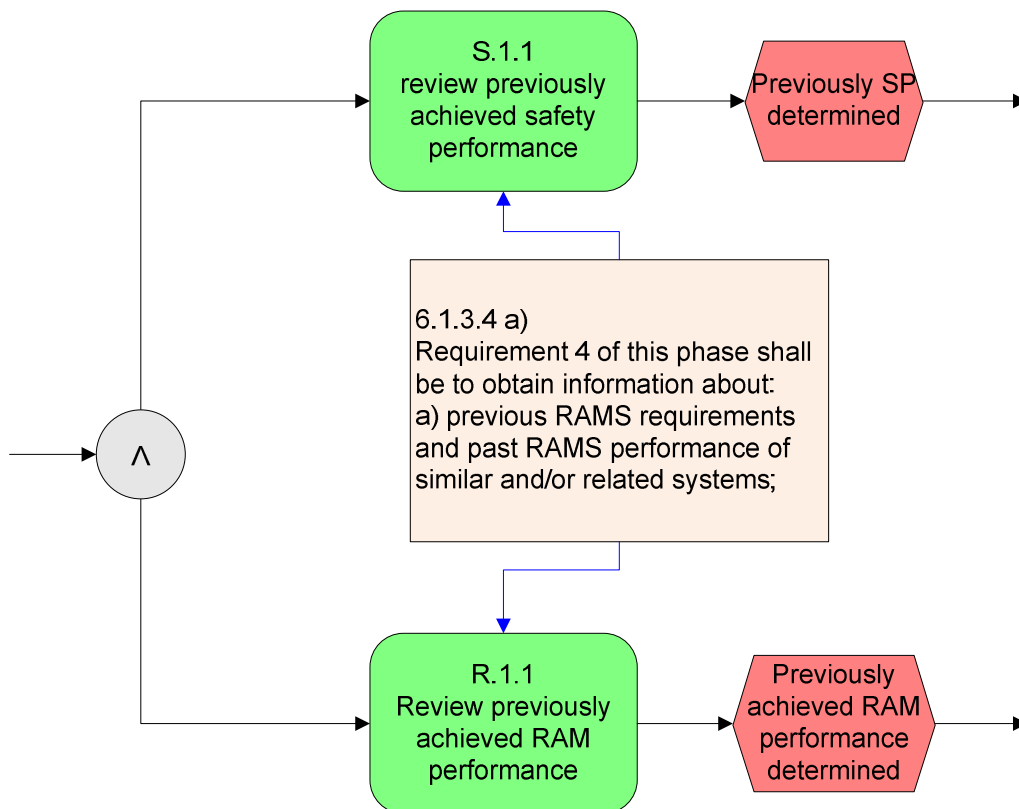 S.1.1
review previously
achieved safety
performance
Previously SP
determined
6.1.3.4 a)
Requirement 4 of this phase shall
be to obtain information about:
a) previous RAMS requirements
and past RAMS performance of
similar and/or related systems;
Λ
R.1.1
Review previously
achieved RAM
performance
Previously
achieved RAM
performance
determined